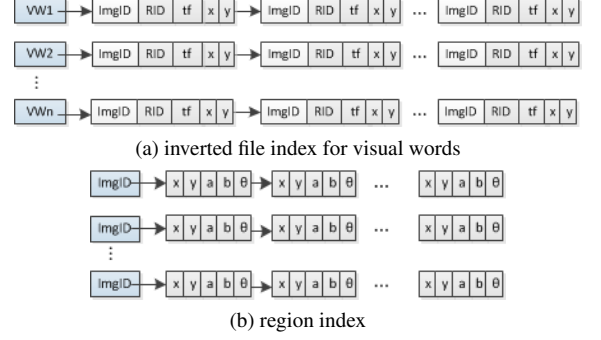 VW1 ImgID RID tf x y ImgID RID tf x y ... ImgID RID tf x y
VW2 ImgID RID tf x y ImgID RID tf x y ... ImgID RID tf x y
⋮
VWn ImgID RID tf x y ImgID RID tf x y ... ImgID RID tf x y
(a) inverted file index for visual words
ImgID x y a b θ x y a b θ ... x y a b θ
ImgID x y a b θ x y a b θ ... x y a b θ
⋮
ImgID x y a b θ x y a b θ ... x y a b θ
(b) region index